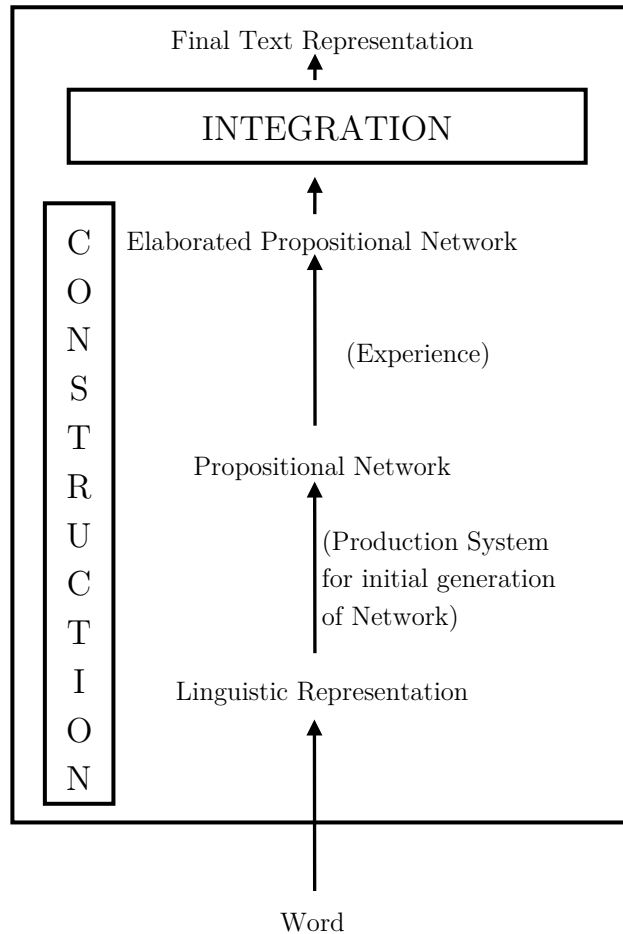 Final Text Representation
INTEGRATION
CONSTRUCTION
Elaborated Propositional Network
(Experience)
Propositional Network
(Production System
for initial generation
of Network)
Linguistic Representation
Word